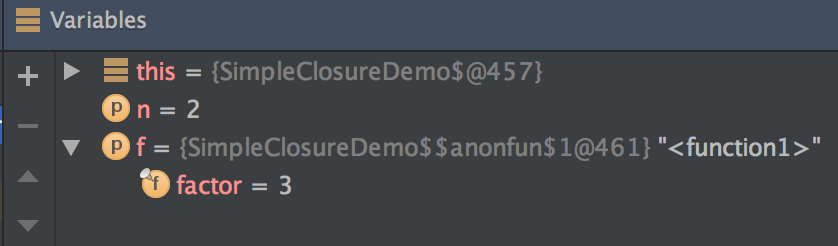 Variables
this = {SimpleClosureDemo$@457}
p n = 2
p f = {SimpleClosureDemo$$anonfun$1@461} "<function1>"
f factor = 3